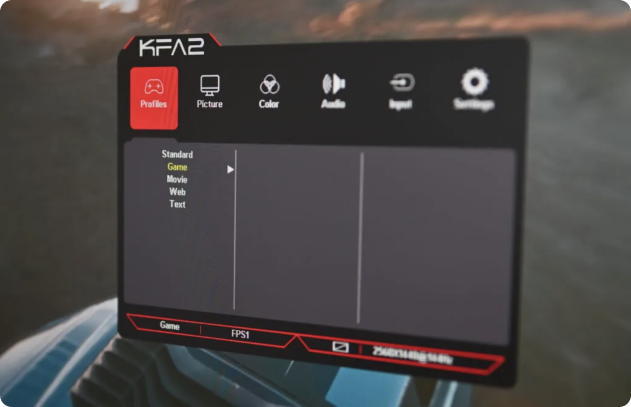 KFA2
Profiles Picture Color Audio Input Settings
Standard
Game
Movie
Web
Text
Game FPS1